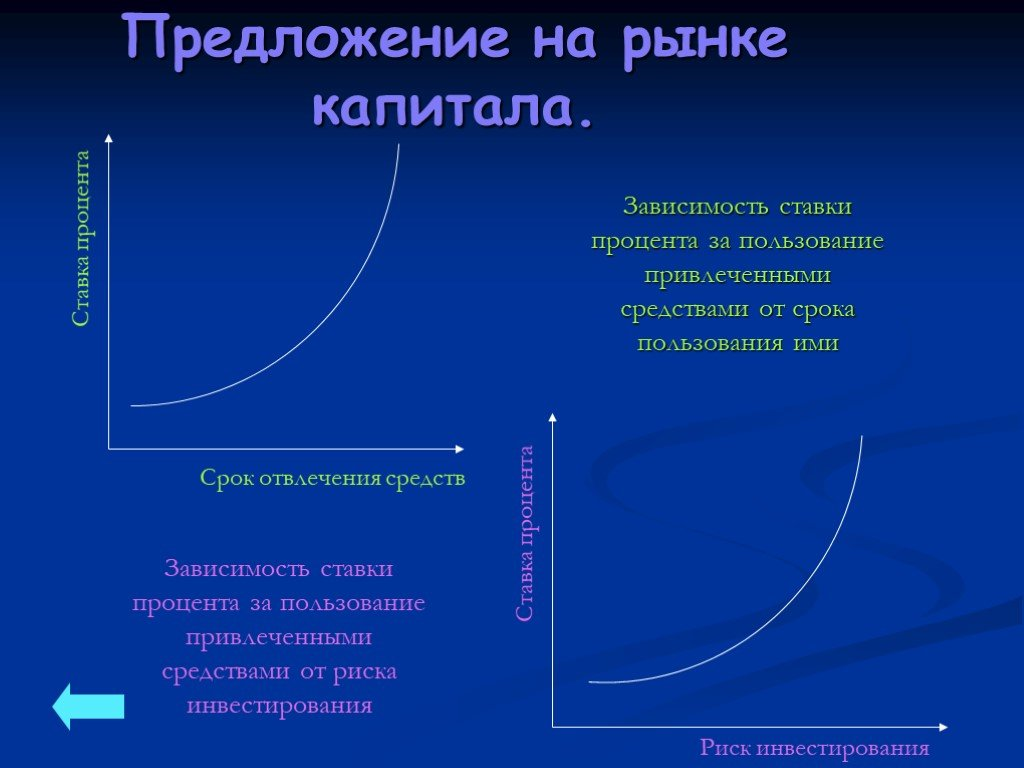 Предложение на рынке
капитала.
Ставка процента
Срок отвлечения средств
Зависимость ставки
процента за пользование
привлеченными
средствами от срока
пользования ими
Ставка процента
Риск инвестирования
Зависимость ставки
процента за пользование
привлеченными
средствами от риска
инвестирования